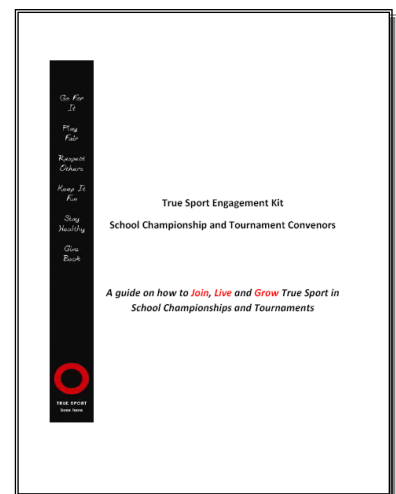 Go For
It
Play
Fair
Respect
Others
Keep It
Fun
Stay
Healthy
Give
Back
TRUE SPORT
lives here
True Sport Engagement Kit
School Championship and Tournament Convenors
A guide on how to Join, Live and Grow True Sport in
School Championships and Tournaments